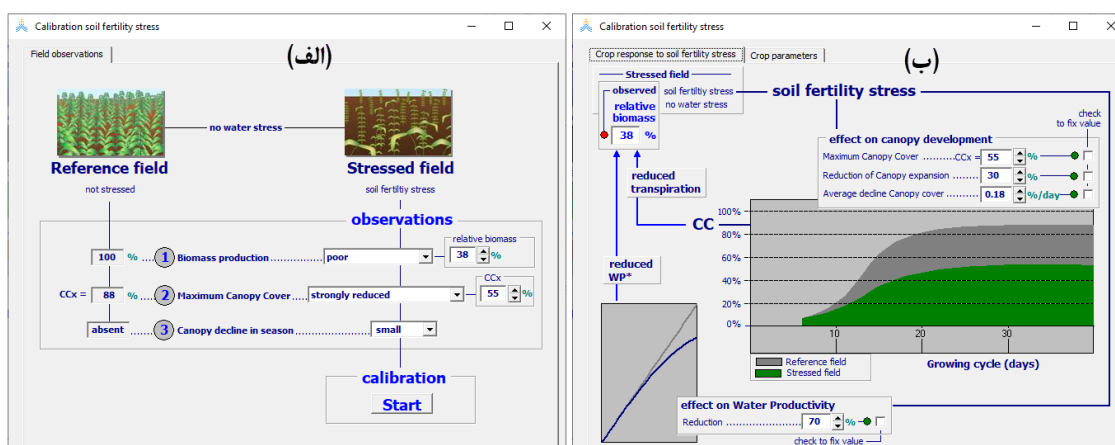 Calibration soil fertility stress
Field observations
(الف)
no water stress
Reference field
Stressed field
not stressed
soil fertiltiy stress
observations
relative biomass
100 % .... 1 Biomass production ................ poor 38 %
CCx
CCx = 88 % .... 2 Maximum Canopy Cover ..... strongly reduced 55 %
absent ........... 3 Canopy decline in season ........ small
calibration
Start
Calibration soil fertility stress
Crop response to soil fertility stress
Crop parameters
(ب)
Stressed field
observed
soil fertility stress
no water stress
relative
biomass
38 %
soil fertility stress
check
to fix value
effect on canopy development
Maximum Canopy Cover ..........CCx = 55 %
Reduction of Canopy expansion ........ 30 %
Average decline Canopy cover .......... 0.18 %/day
reduced
transpiration
CC
reduced
WP*
100%
80%
60%
40%
20%
0%
10 20 30
Reference field
Stressed field
Growing cycle (days)
effect on Water Productivity
Reduction ........................ 70 %
check to fix value